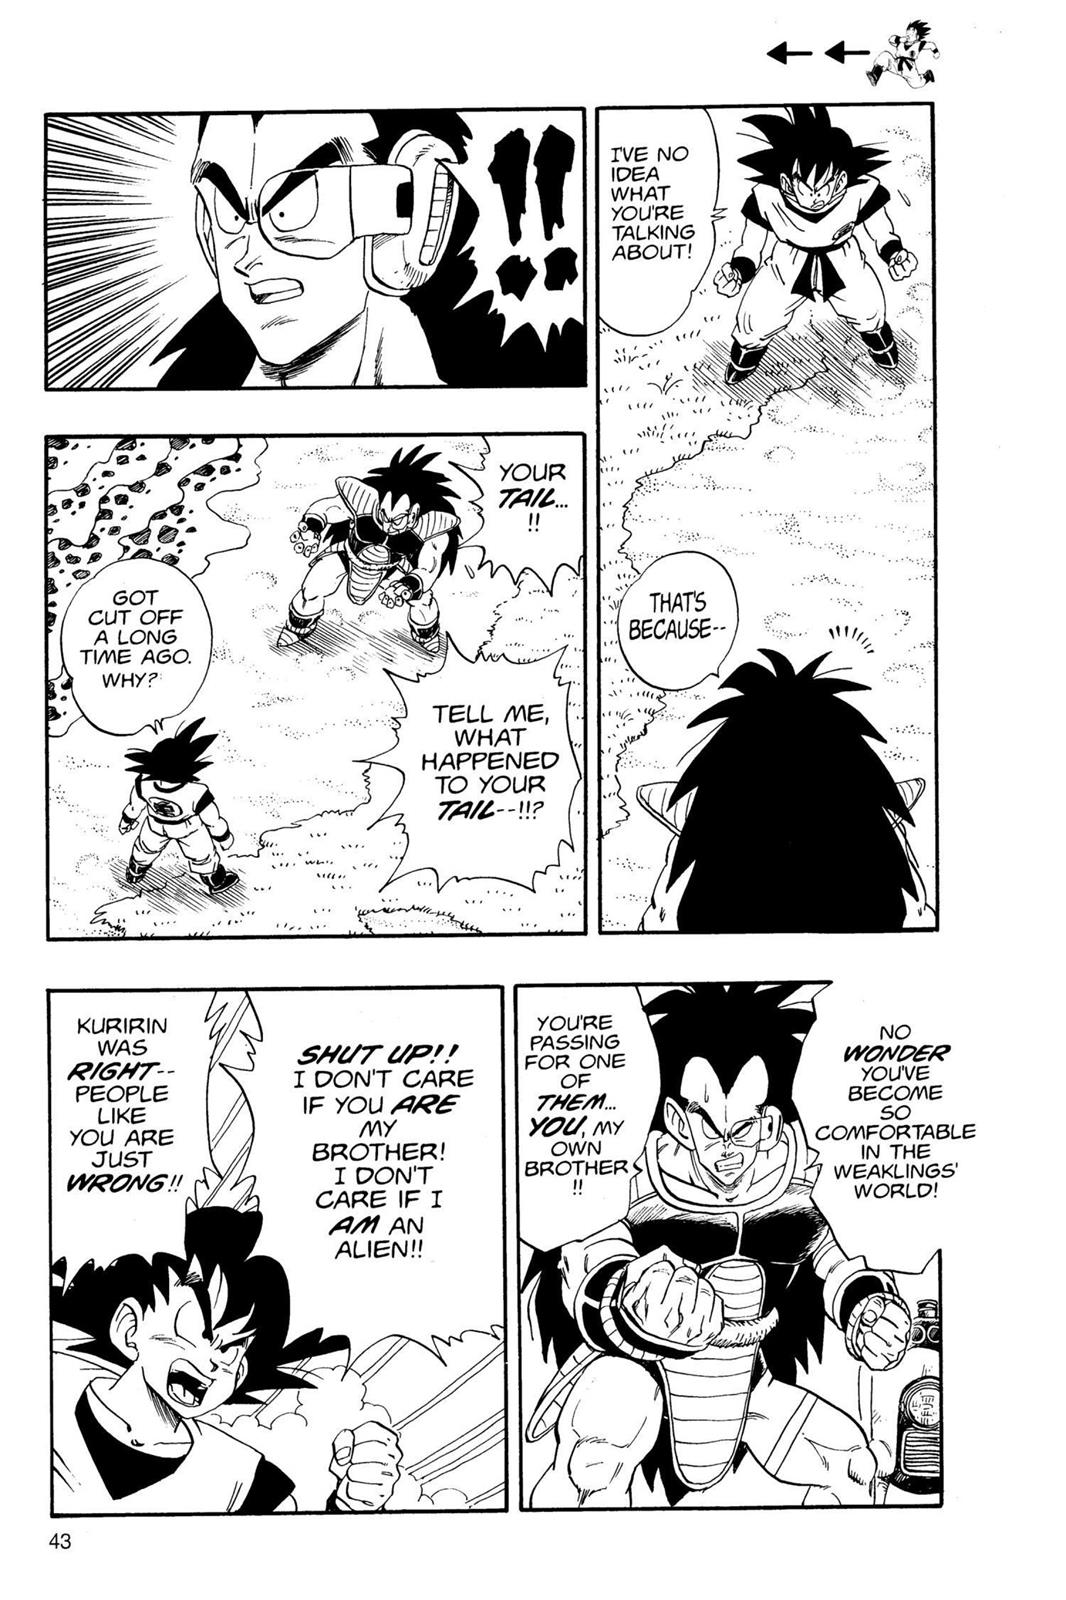 I'VE NO
IDEA
WHAT
YOU'RE
TALKING
ABOUT!
THAT'S
BECAUSE--
!!
YOUR
TAIL...
!!
TELL ME,
WHAT
HAPPENED
TO YOUR
TAIL--!!?
GOT
CUT OFF
A LONG
TIME AGO.
WHY?
NO
WONDER
YOU'VE
BECOME
SO
COMFORTABLE
IN THE
WEAKLINGS'
WORLD!
YOU'RE
PASSING
FOR ONE
OF
THEM...
YOU, MY
OWN
BROTHER
!!
SHUT UP!!
I DON'T CARE
IF YOU ARE
MY
BROTHER!
I DON'T
CARE IF I
AM AN
ALIEN!!
KURIRIN
WAS
RIGHT--
PEOPLE
LIKE
YOU ARE
JUST
WRONG!!
43